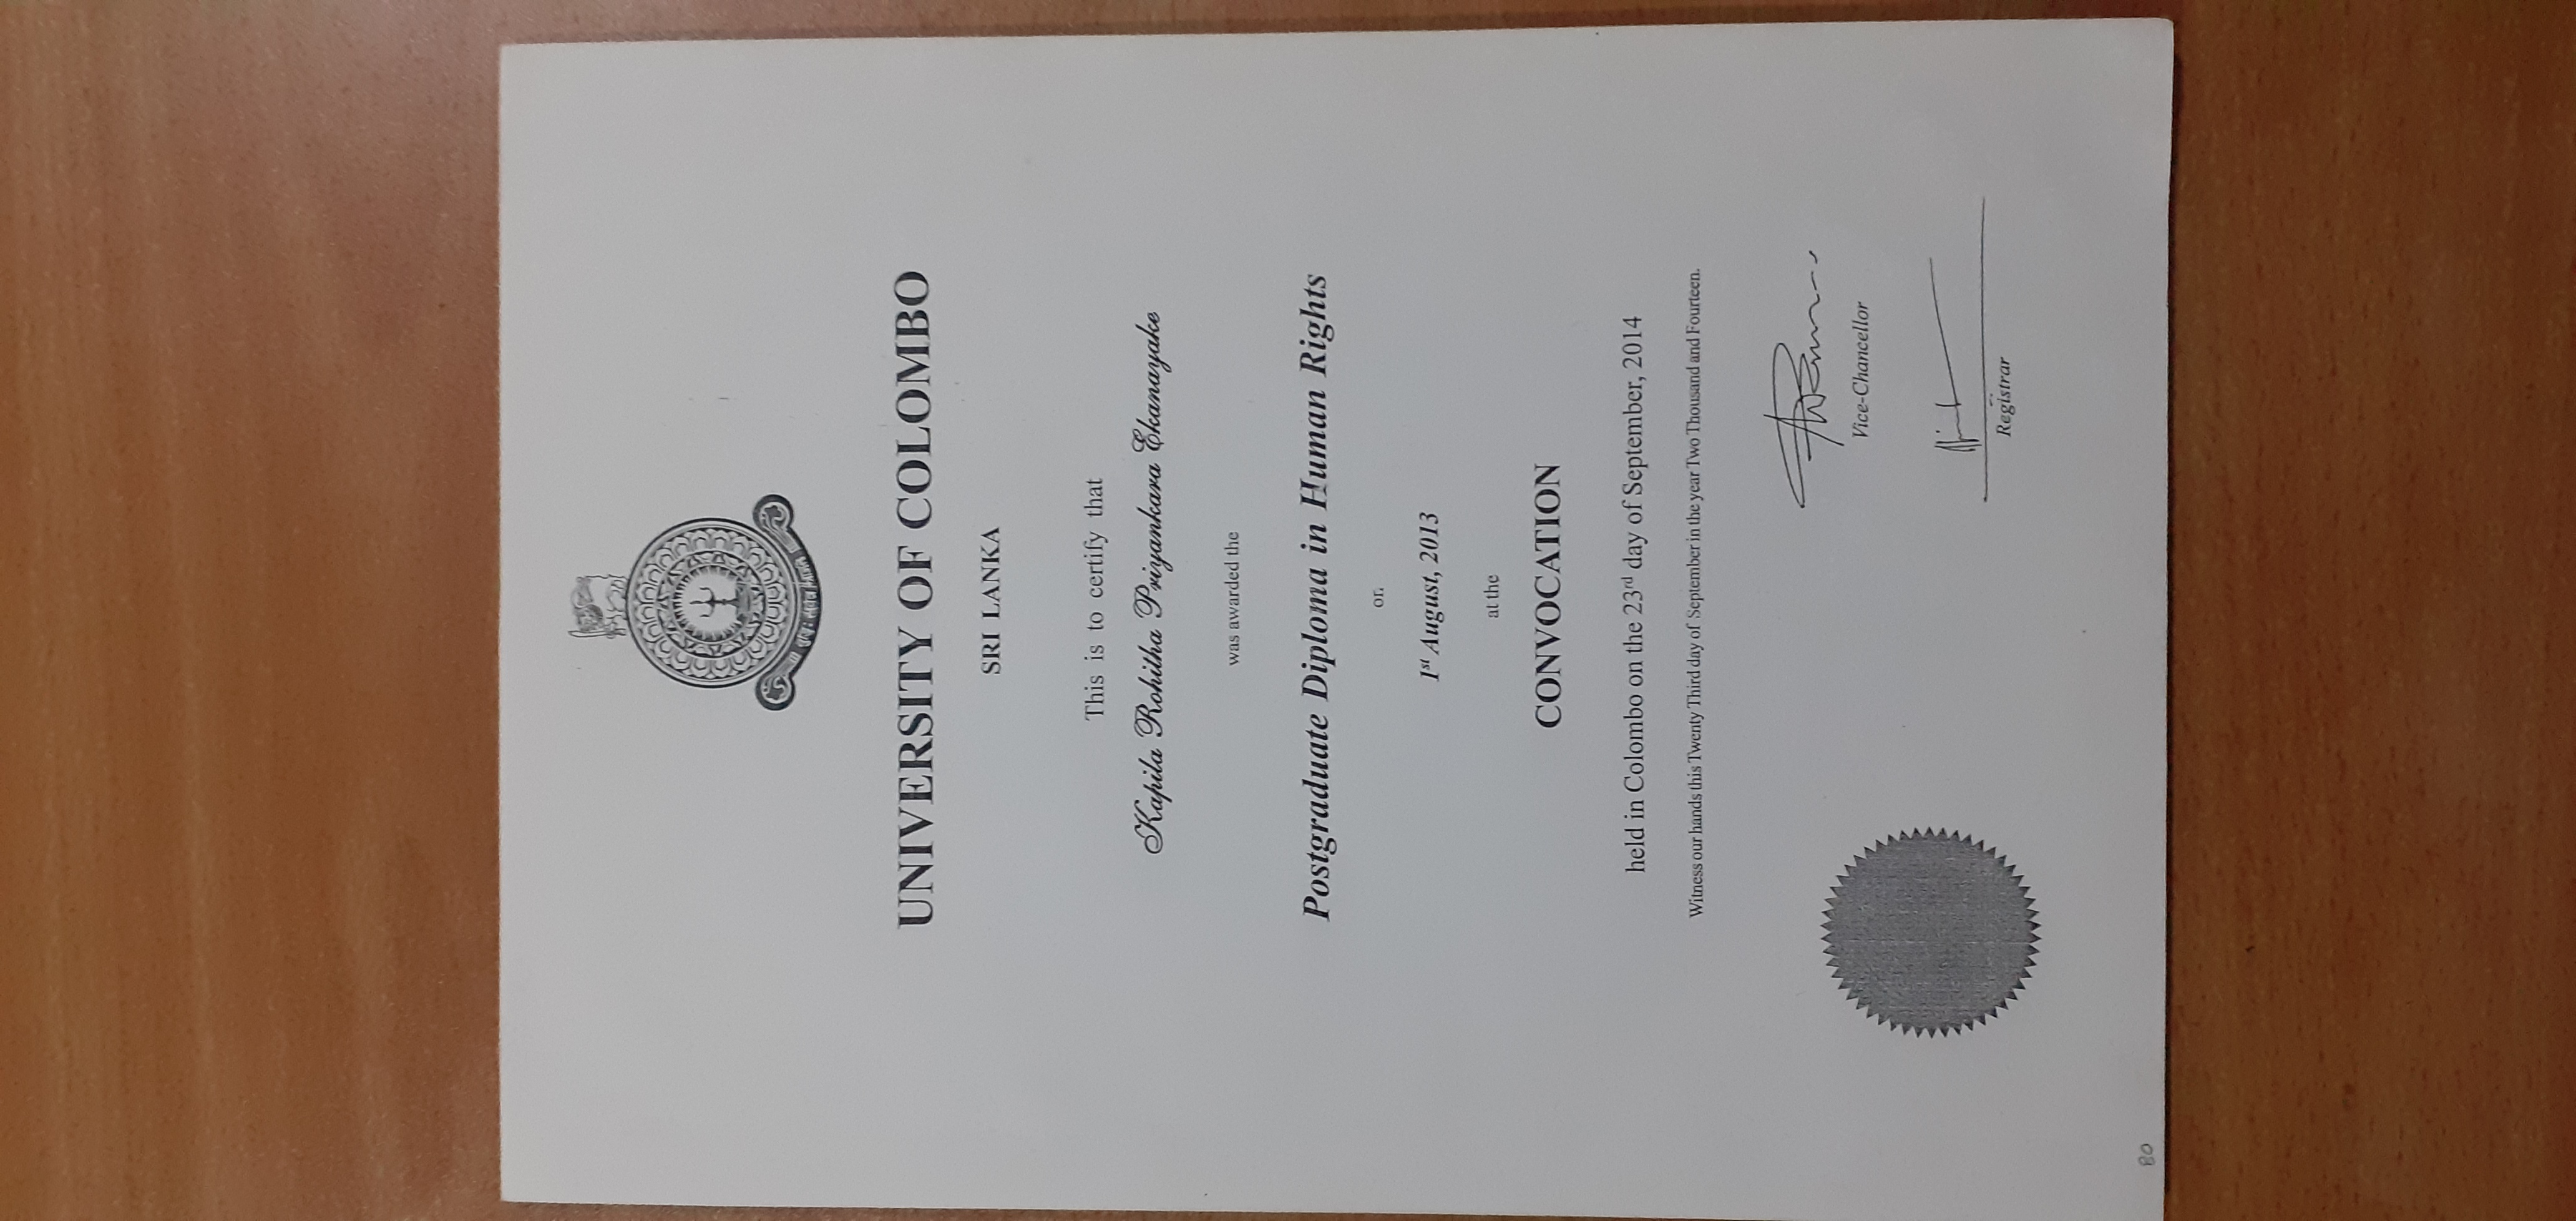 UNIVERSITY OF COLOMBO
SRI LANKA
This is to certify that
Kapila Rohitha Priyankara Ekanayake
was awarded the
Postgraduate Diploma in Human Rights
on
1st August, 2013
at the
CONVOCATION
held in Colombo on the 23rd day of September, 2014
Witness our hands this Twenty Third day of September in the year Two Thousand and Fourteen.
Vice-Chancellor
Registrar
80